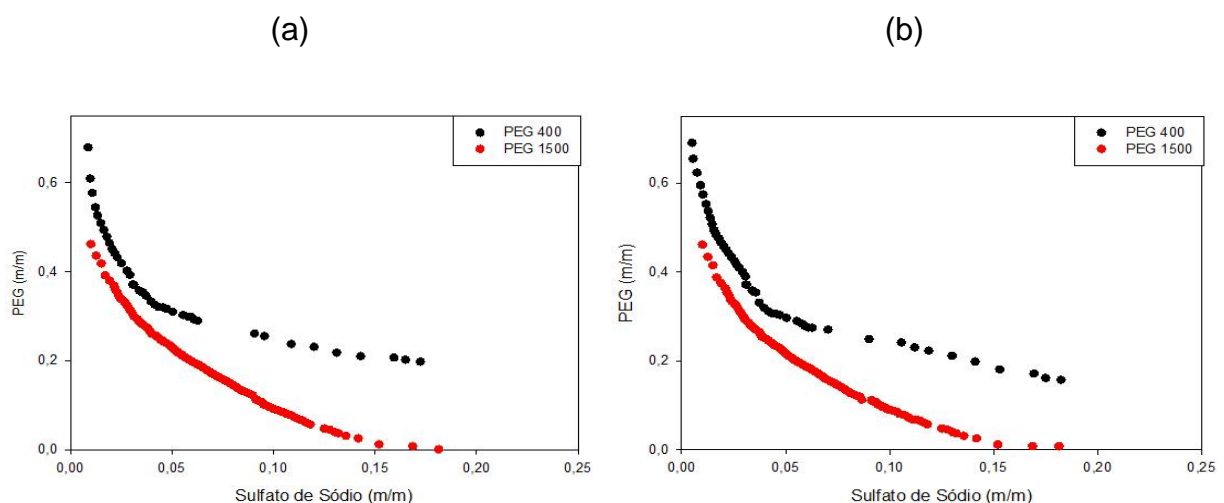 (a)
PEG 400
PEG 1500
0,6
0,4
0,2
0,0
PEG (m/m)
0,00 0,05 0,10 0,15 0,20 0,25
Sulfato de Sódio (m/m)
(b)
PEG 400
PEG 1500
0,6
0,4
0,2
0,0
PEG (m/m)
0,00 0,05 0,10 0,15 0,20 0,25
Sulfato de Sódio (m/m)